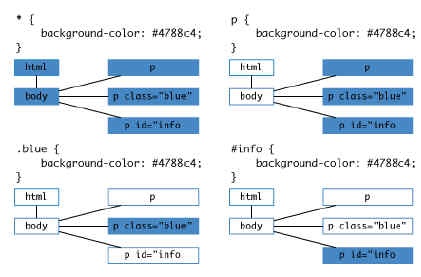 * {
background-color: #4788c4;
}
html
p
body
p class="blue"
p id="info
p {
background-color: #4788c4;
}
html
p
body
p class="blue"
p id="info
.blue {
background-color: #4788c4;
}
html
p
body
p class="blue"
p id="info
#info {
background-color: #4788c4;
}
html
p
body
p class="blue"
p id="info